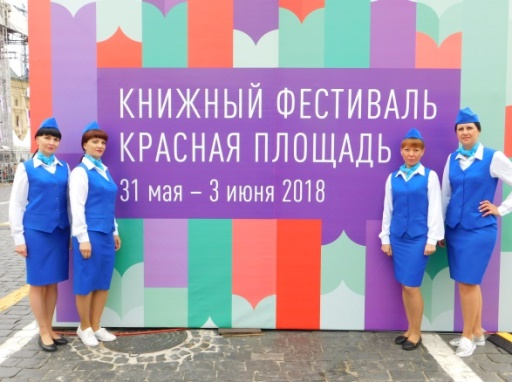 КНИЖНЫЙ ФЕСТИВАЛЬ
КРАСНАЯ ПЛОЩАДЬ
31 мая – 3 июня 2018